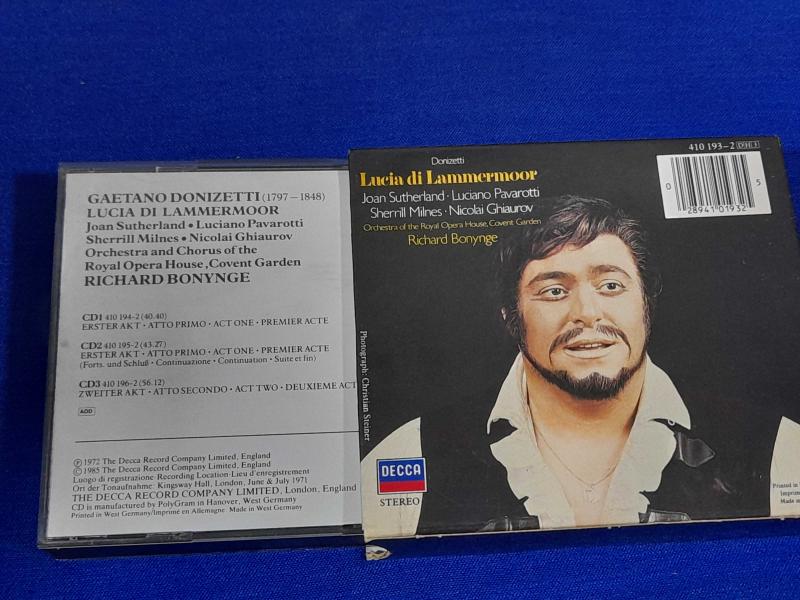 GAETANO DONIZETTI (1797–1848)
LUCIA DI LAMMERMOOR
Joan Sutherland • Luciano Pavarotti
Sherrill Milnes • Nicolai Ghiaurov
Orchestra and Chorus of the
Royal Opera House, Covent Garden
RICHARD BONYNGE
CD1 410 194-2 (40.40)
ERSTER AKT · ATTO PRIMO · ACT ONE · PREMIER ACTE
CD2 410 195-2 (43.27)
ERSTER AKT · ATTO PRIMO · ACT ONE · PREMIER ACTE
(Forts. und Schluß · Continuazione · Continuation · Suite et fin)
CD3 410 196-2 (56.12)
ZWEITER AKT · ATTO SECONDO · ACT TWO · DEUXIEME ACT
ADD
Ⓟ 1972 The Decca Record Company Limited, England
© 1985 The Decca Record Company Limited, England
Luogo di registrazione · Recording Location · Lieu d'enregistrement
Ort der Tonaufnahme: Kingsway Hall, London, June & July 1971
THE DECCA RECORD COMPANY LIMITED, London, England
CD is manufactured by PolyGram in Hanover, West Germany
Printed in West Germany/Imprimé en Allemagne Made in West Germany
410 193-2 DH 3
Donizetti
Lucia di Lammermoor
Joan Sutherland · Luciano Pavarotti
Sherrill Milnes · Nicolai Ghiaurov
Orchestra of the Royal Opera House, Covent Garden
Richard Bonynge
0 28941 01932 5
Photograph: Christian Steiner
DECCA
STEREO
Printed in
Imprim
Made in